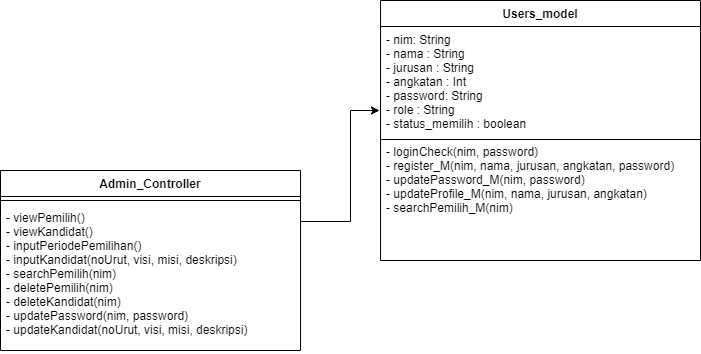 Users_model
- nim: String
- nama : String
- jurusan : String
- angkatan : Int
- password: String
- role : String
- status_memilih : boolean
- loginCheck(nim, password)
- register_M(nim, nama, jurusan, angkatan, password)
- updatePassword_M(nim, password)
- updateProfile_M(nim, nama, jurusan, angkatan)
- searchPemilih_M(nim)
Admin_Controller
- viewPemilih()
- viewKandidat()
- inputPeriodePemilihan()
- inputKandidat(noUrut, visi, misi, deskripsi)
- searchPemilih(nim)
- deletePemilih(nim)
- deleteKandidat(nim)
- updatePassword(nim, password)
- updateKandidat(noUrut, visi, misi, deskripsi)